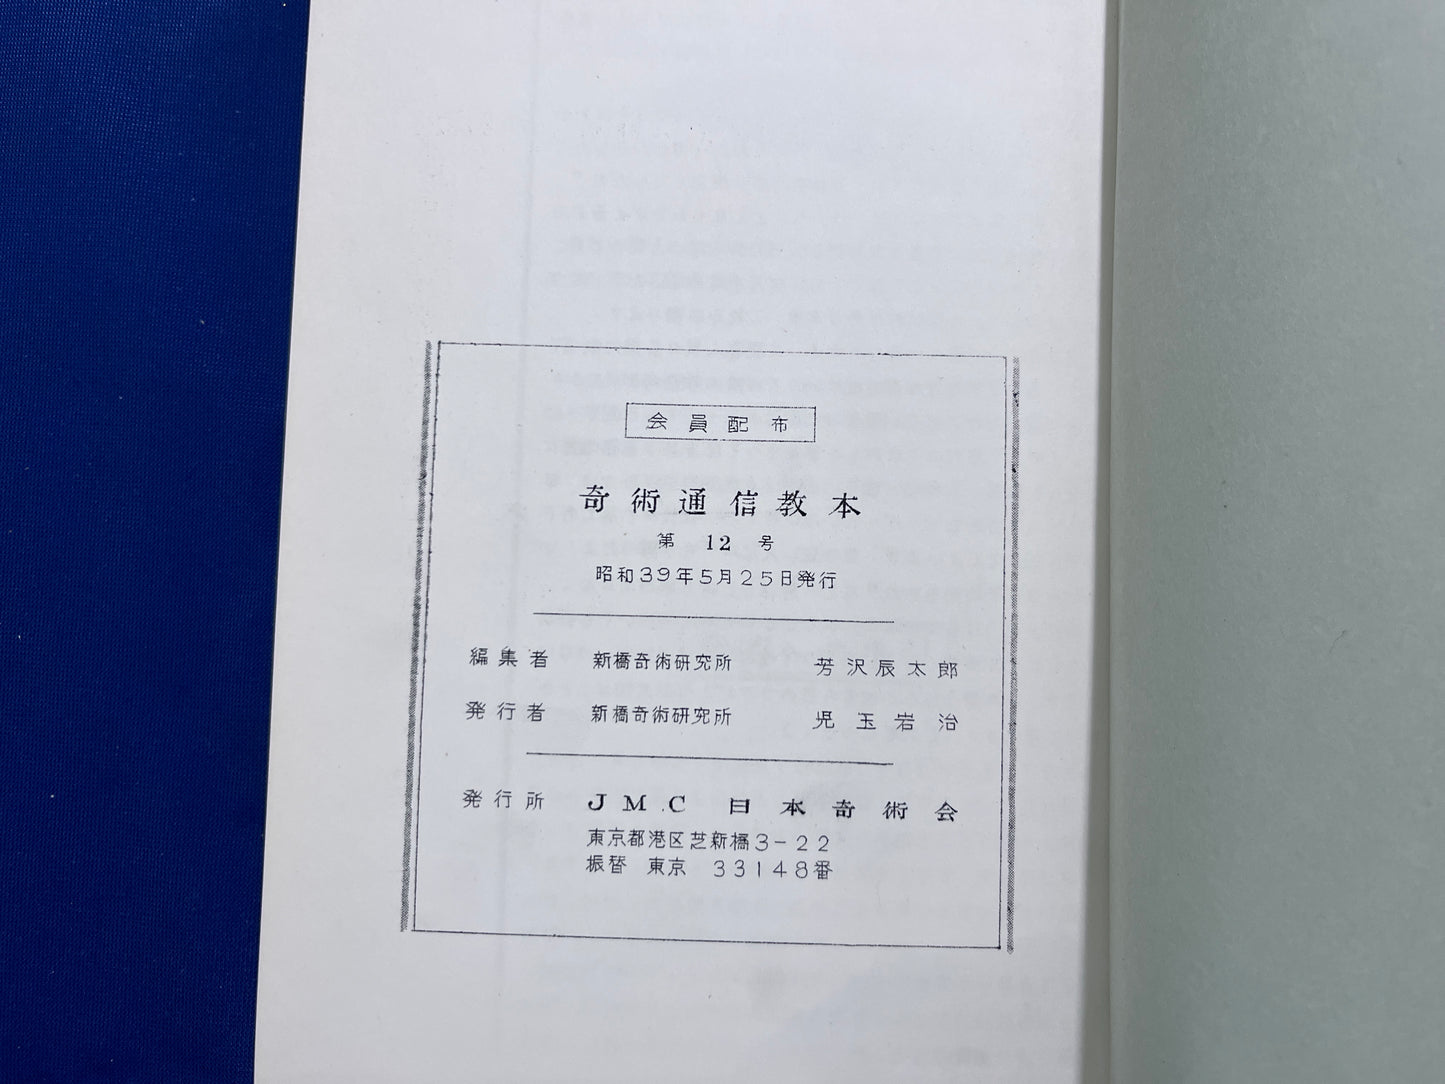 会員配布
奇術通信教本
第 12 号
昭和39年5月25日発行
編集者 新橋奇術研究所 芳沢辰太郎
発行者 新橋奇術研究所 児玉岩治
発行所 JMC 日本奇術会
東京都港区芝新橋3-22
振替 東京 33148番